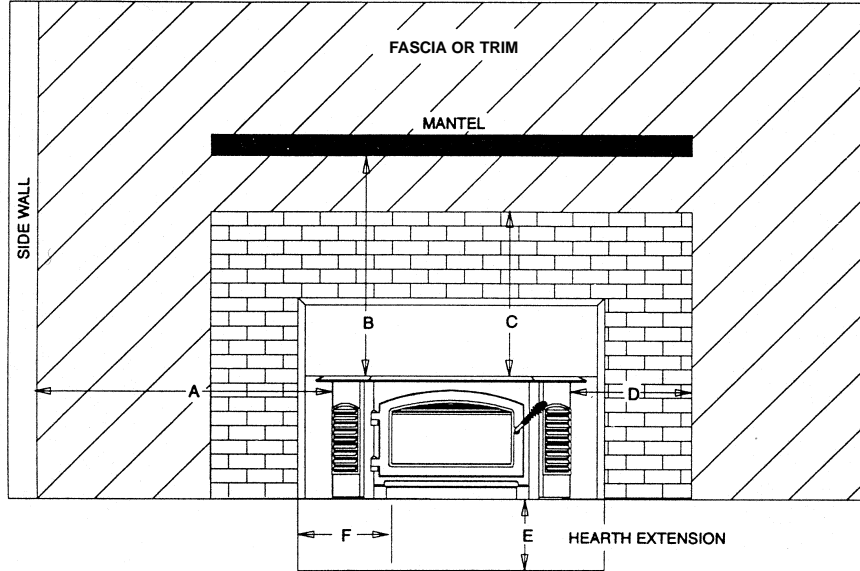 FASCIA OR TRIM
MANTEL
SIDE WALL
B
C
A
D
F
E
HEARTH EXTENSION